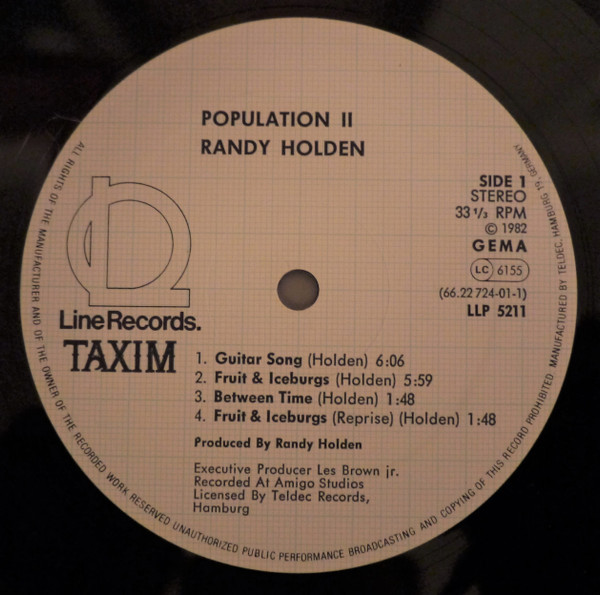 POPULATION II
RANDY HOLDEN
SIDE 1
STEREO
33 1/3 RPM
© 1982
GEMA
LC 6155
(66.22 724-01-1)
LLP 5211
Line Records.
TAXIM
1. Guitar Song (Holden) 6:06
2. Fruit & Iceburgs (Holden) 5:59
3. Between Time (Holden) 1:48
4. Fruit & Iceburgs (Reprise) (Holden) 1:48
Produced By Randy Holden
Executive Producer Les Brown jr.
Recorded At Amigo Studios
Licensed By Teldec Records,
Hamburg
ALL RIGHTS OF THE MANUFACTURER AND OF THE OWNER OF THE RECORDED WORK RESERVED UNAUTHORIZED PUBLIC PERFORMANCE BROADCASTING AND COPYING OF THIS RECORD PROHIBITED. MANUFACTURED BY TELDEC, HAMBURG 19, GERMANY